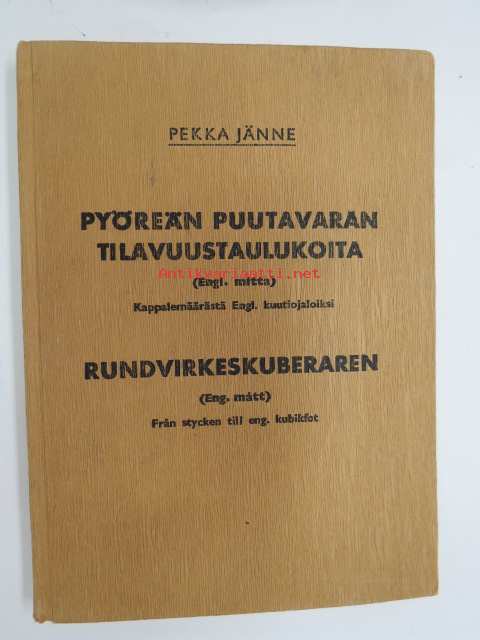 PEKKA JÄNNE
PYÖREÄN PUUTAVARAN
TILAVUUSTAULUKOITA
Antikvariaatti.net
(Engl. mitta)
Kappalemäärästä Engl. kuutiojaloiksi
RUNDVIRKESKUBERAREN
(Eng. mått)
Från stycken till eng. kubikfot